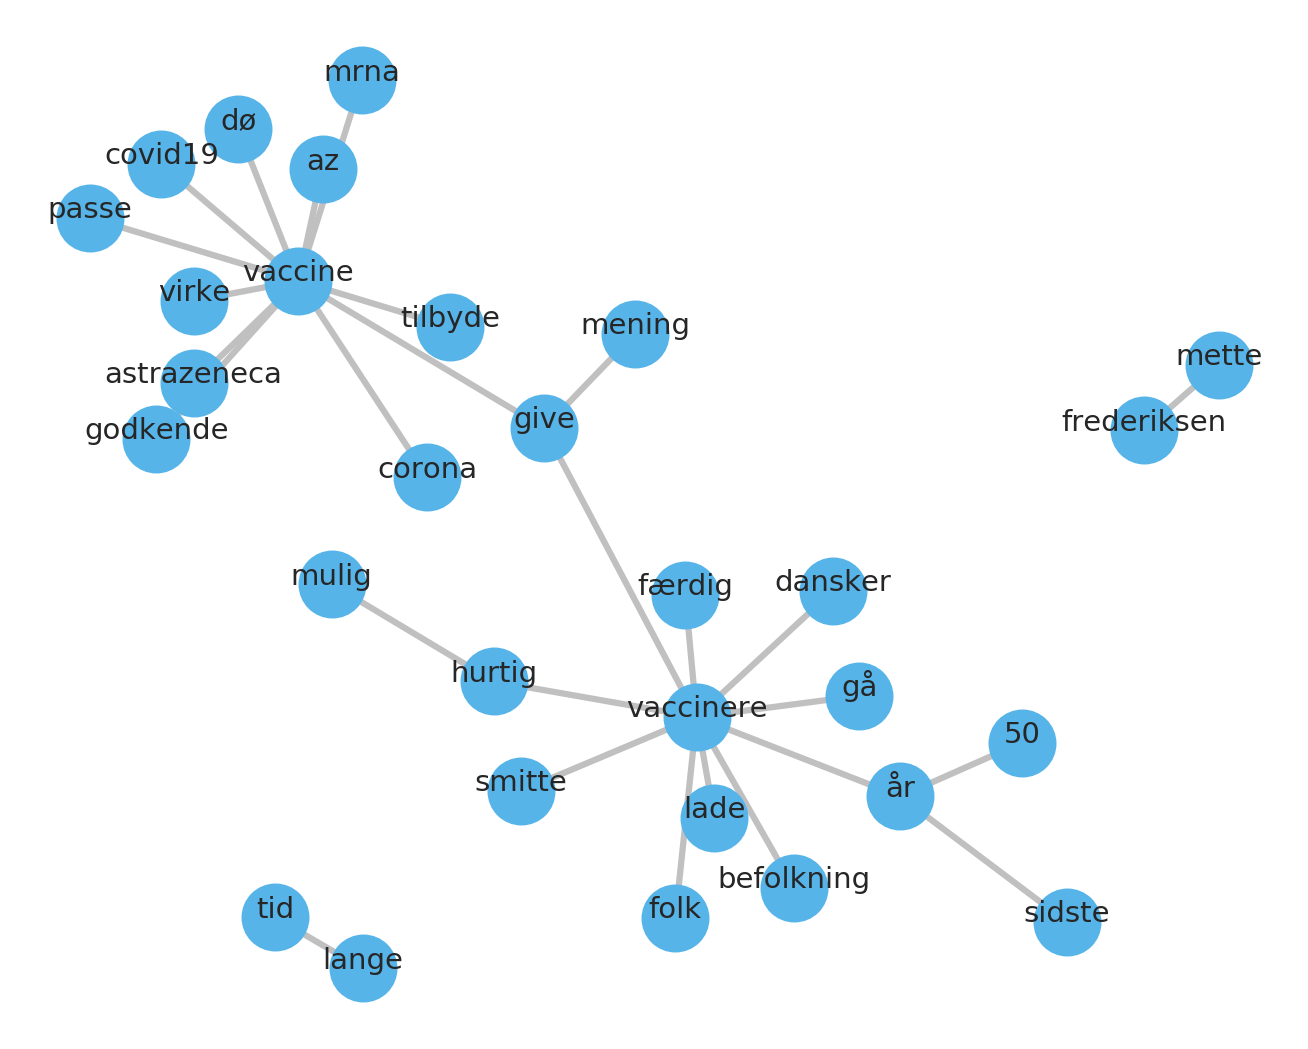 mrna
dø
az
covid19
passe
vaccine
virke
tilbyde
mening
mette
astrazeneca
give
frederiksen
godkende
corona
mulig
færdig
dansker
hurtig
gå
vaccinere
50
smitte
år
lade
befolkning
tid
folk
sidste
lange